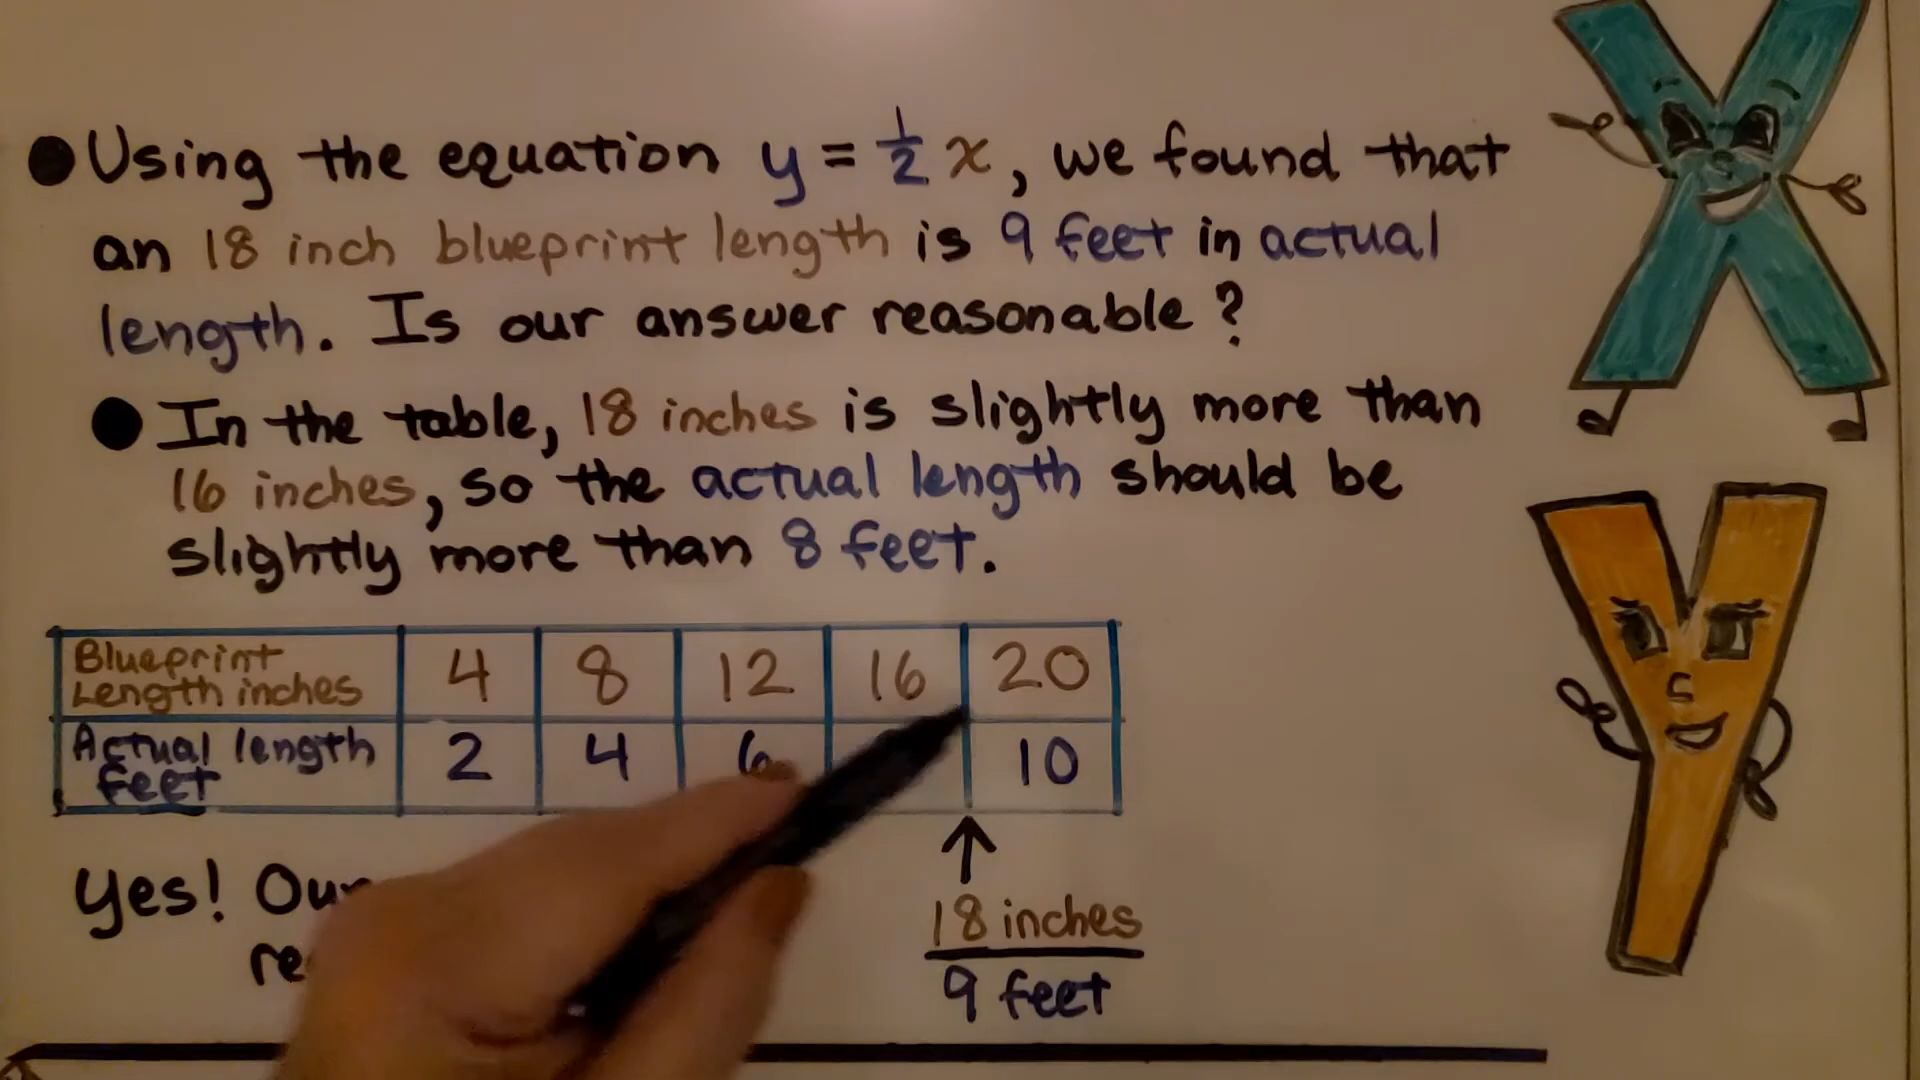 Using the equation y = 1/2 x, we found that
an 18 inch blueprint length is 9 feet in actual
length. Is our answer reasonable?
In the table, 18 inches is slightly more than
16 inches, so the actual length should be
slightly more than 8 feet.
Blueprint Length inches 4 8 12 16 20
Actual length feet 2 4 6 10
Yes!
18 inches
9 feet